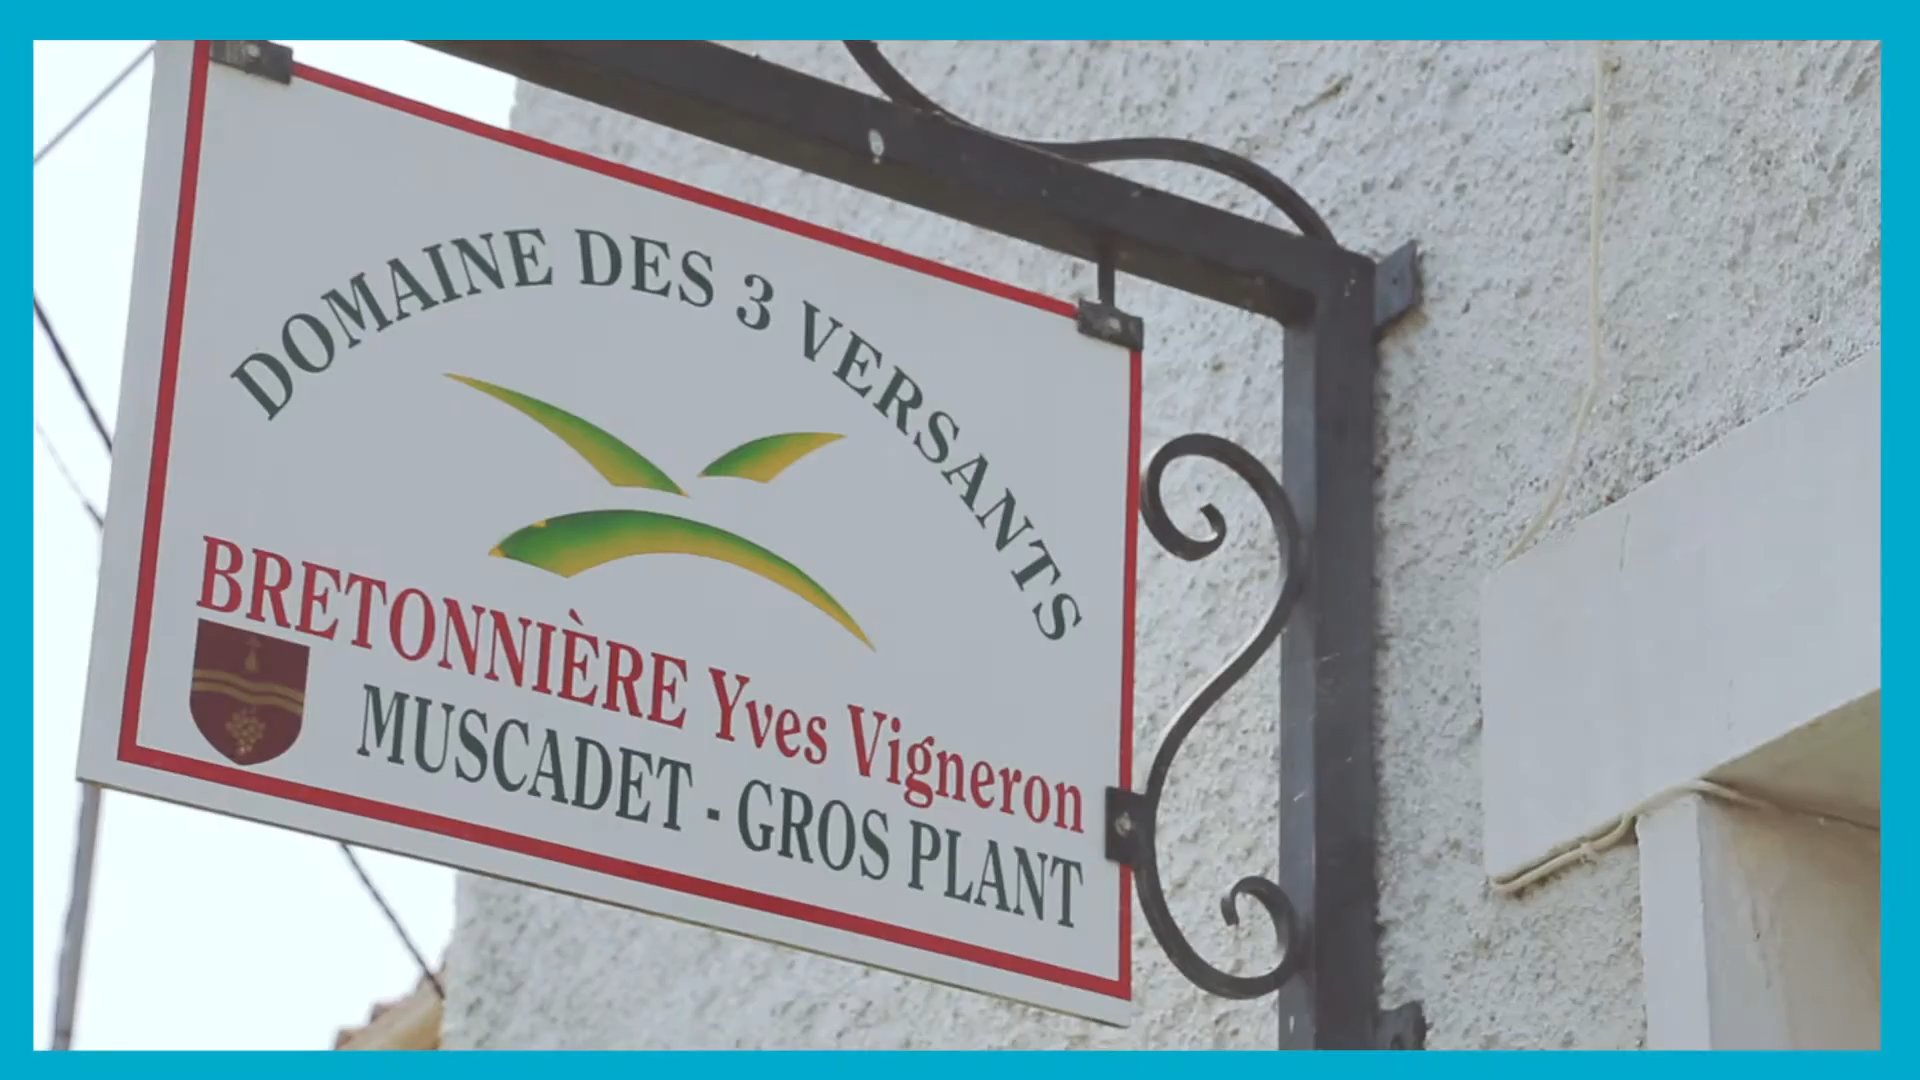 DOMAINE DES 3 VERSANTS
BRETONNIÈRE Yves Vigneron
MUSCADET - GROS PLANT